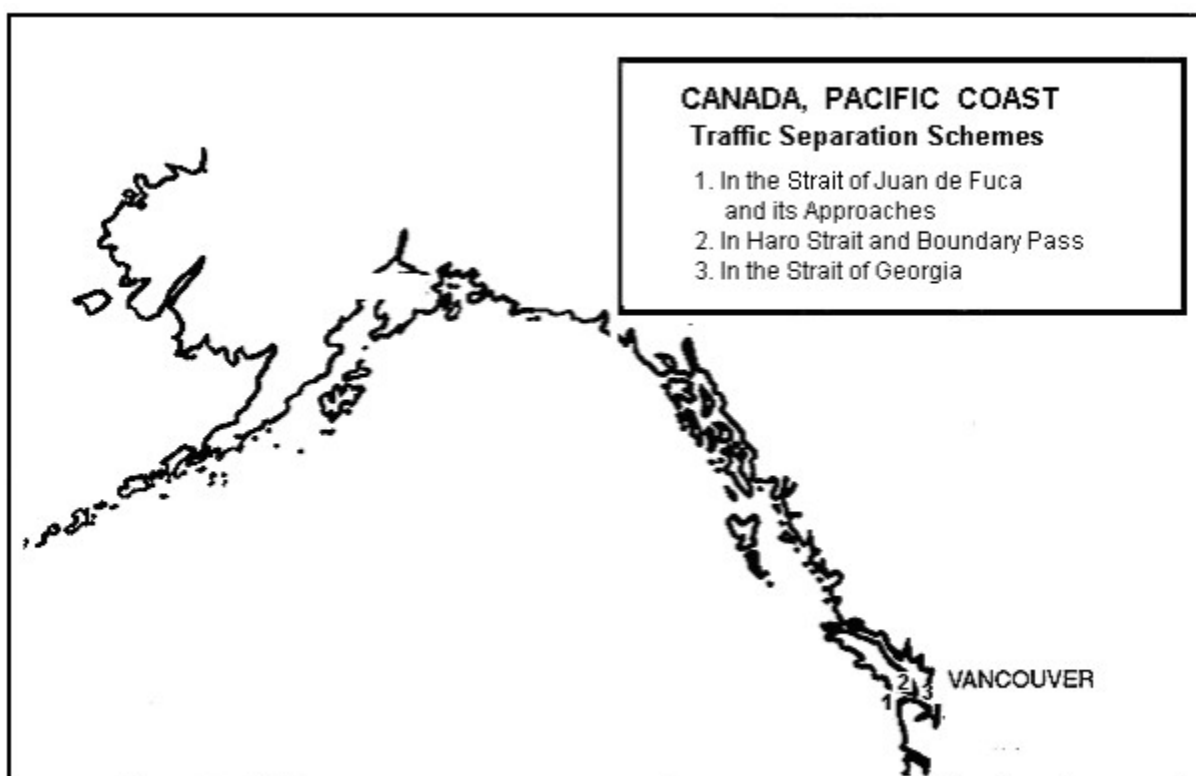 CANADA, PACIFIC COAST
Traffic Separation Schemes
1. In the Strait of Juan de Fuca
and its Approaches
2. In Haro Strait and Boundary Pass
3. In the Strait of Georgia
VANCOUVER
2
3
1